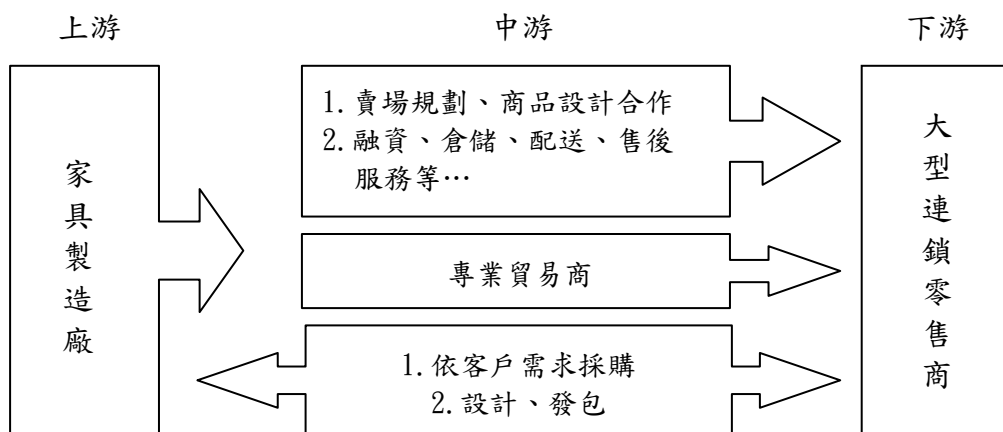 上游
中游
下游
家具製造廠
1.賣場規劃、商品設計合作
2.融資、倉儲、配送、售後
服務等…
專業貿易商
1.依客戶需求採購
2.設計、發包
大型連鎖零售商